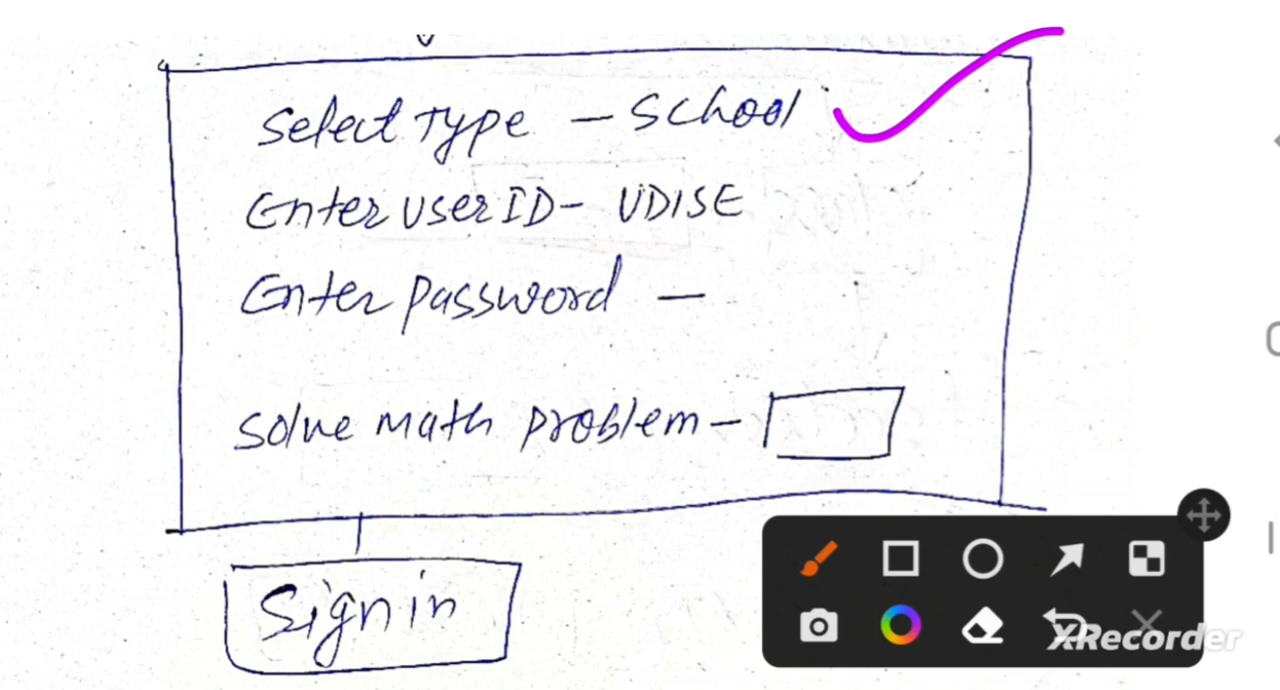 Select Type - School
Enter user ID - UDISE
Enter password -
Solve math problem -
Sign in
XRecorder